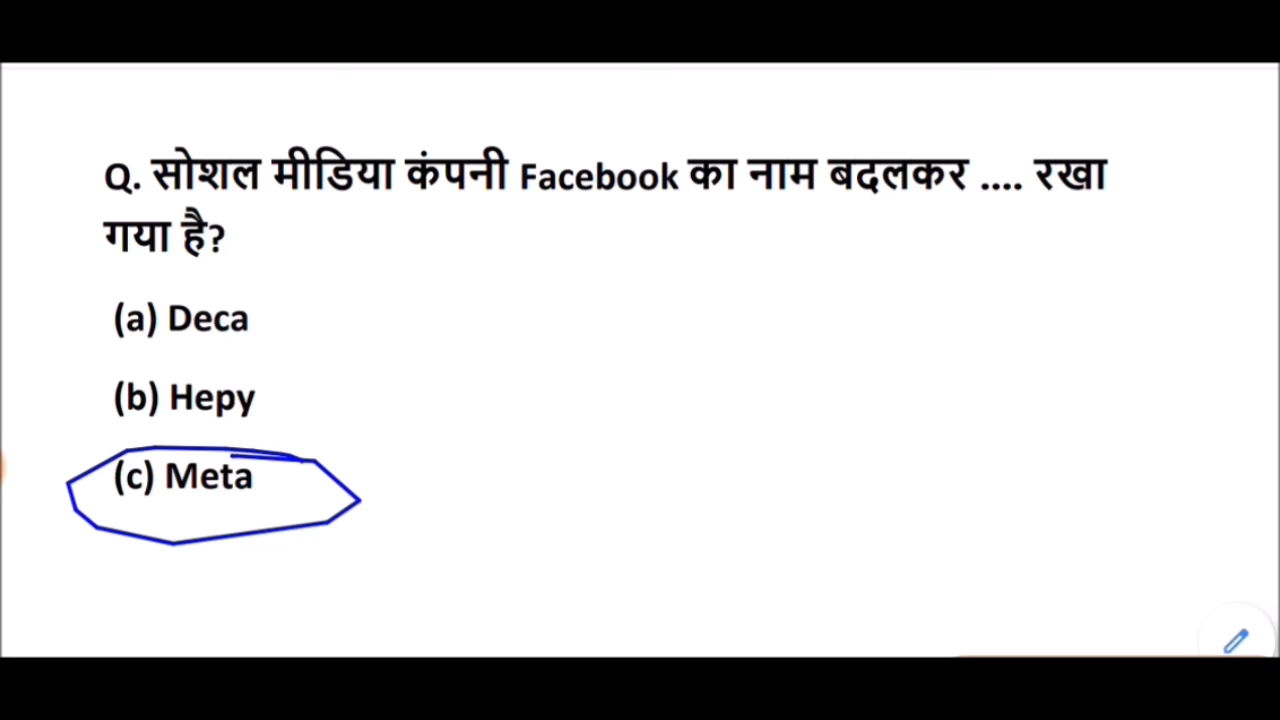 Q. सोशल मीडिया कंपनी Facebook का नाम बदलकर .... रखा
गया है?
(a) Deca
(b) Hepy
(c) Meta